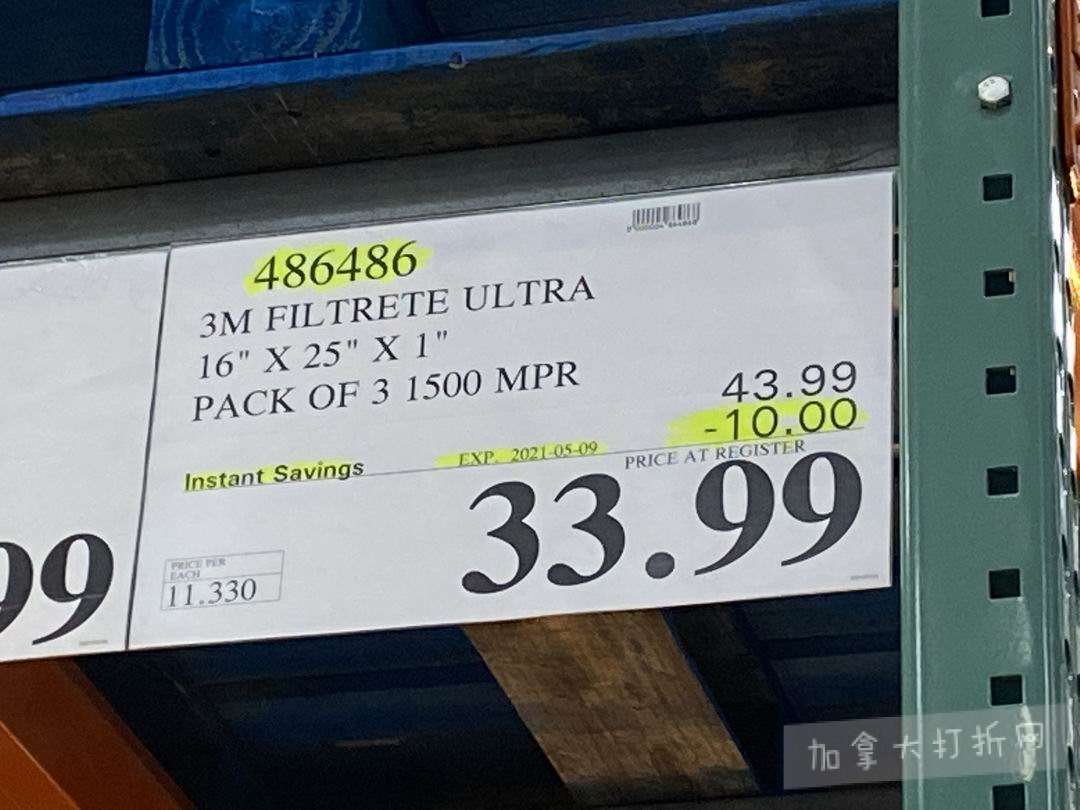 486486
3M FILTRETE ULTRA
16" X 25" X 1"
PACK OF 3 1500 MPR
43.99
-10.00
Instant Savings
EXP. 2021-05-09
PRICE AT REGISTER
33.99
PRICE PER
EACH
11.330
99
加拿大打折网